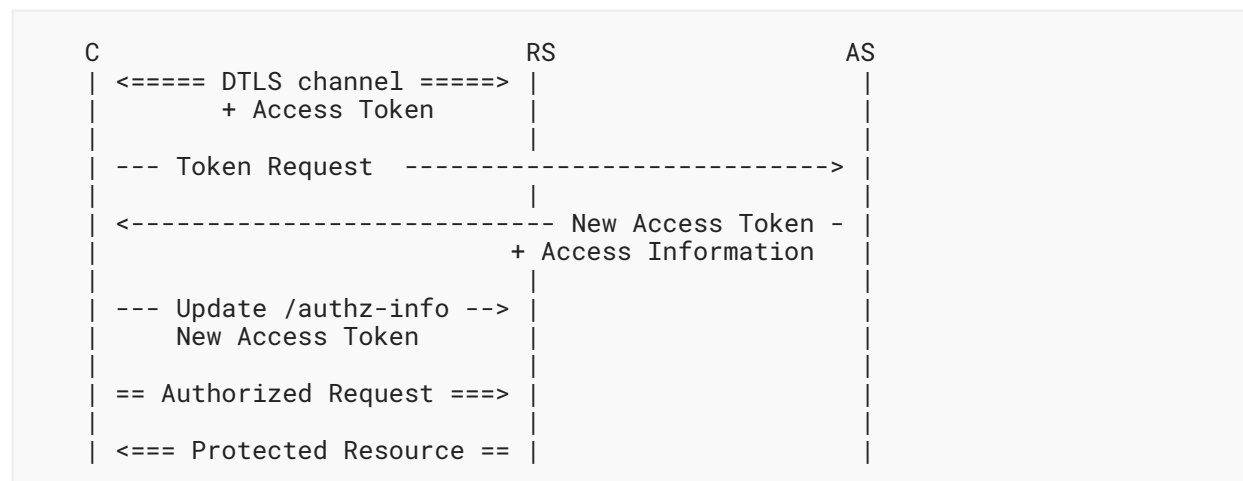 C                            RS                   AS
| <===== DTLS channel =====> |                     |
|        + Access Token      |                     |
|                            |                     |
| --- Token Request  ----------------------------> |
|                            |                     |
| <---------------------------- New Access Token - |
|                          + Access Information    |
|                            |                     |
| --- Update /authz-info --> |                     |
|     New Access Token       |                     |
|                            |                     |
| == Authorized Request ===> |                     |
|                            |                     |
| <=== Protected Resource == |                     |